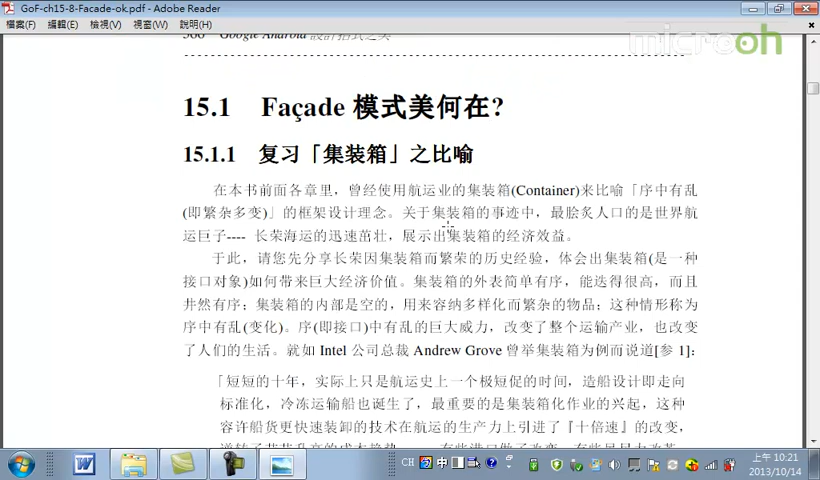 GoF-ch15-8-Facade-ok.pdf - Adobe Reader
檔案(F) 編輯(E) 檢視(V) 視窗(W) 說明(H)
microoh
366 Google Android 設計招式之美
15.1 Façade 模式美何在?
15.1.1 复习「集装箱」之比喻
在本书前面各章里，曾经使用航运业的集装箱(Container)来比喻「序中有乱
(即繁杂多变)」的框架设计理念。关于集装箱的事迹中，最脍炙人口的是世界航
运巨子---- 长荣海运的迅速茁壮，展示出集装箱的经济效益。
于此，请您先分享长荣因集装箱而繁荣的历史经验，体会出集装箱(是一种
接口对象)如何带来巨大经济价值。集装箱的外表简单有序，能迭得很高，而且
井然有序；集装箱的内部是空的，用来容纳多样化而繁杂的物品；这种情形称为
序中有乱(变化)。序(即接口)中有乱的巨大威力，改变了整个运输产业，也改变
了人们的生活。就如 Intel 公司总裁 Andrew Grove 曾举集装箱为例而说道[参 1]：
「短短的十年，实际上只是航运史上一个极短促的时间，造船设计即走向
标准化，冷冻运输船也诞生了，最重要的是集装箱化作业的兴起，这种
容许船货更快速装卸的技术在航运的生产力上引进了『十倍速』的改变，
CH 中
上午 10:21
2013/10/14